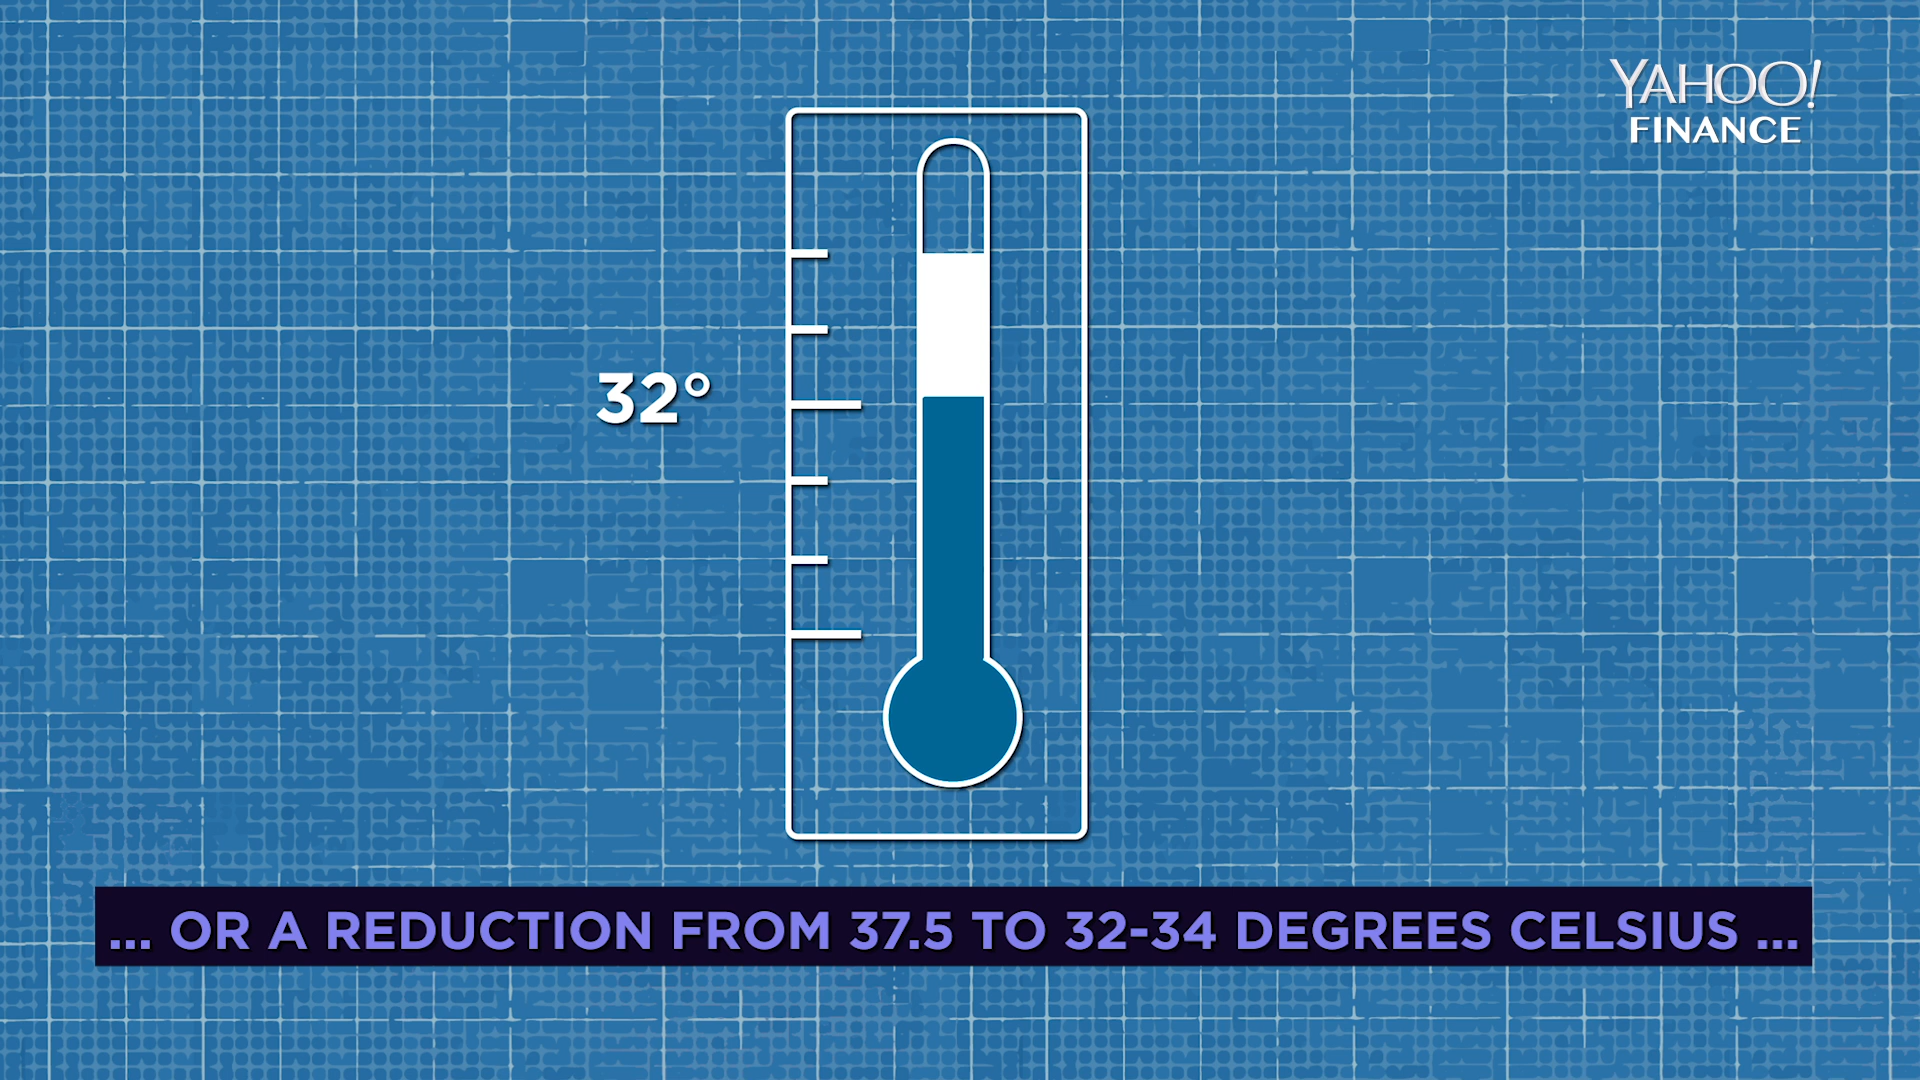 YAHOO!
FINANCE
32°
... OR A REDUCTION FROM 37.5 TO 32-34 DEGREES CELSIUS ...